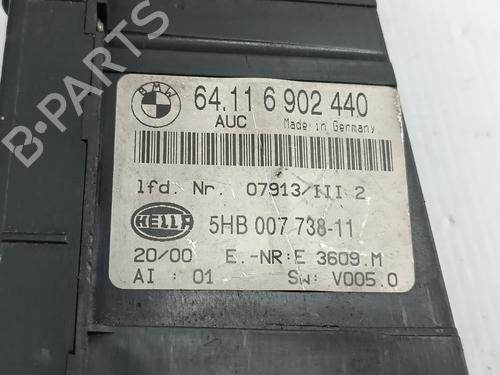 BMW
64.11 6 902 440
AUC Made in Germany
lfd. Nr. 07913/III 2
HELLA 5HB 007 738-11
20/00 E.-NR:E 3609.M
AI : 01 SW: V005.0
B-PARTS